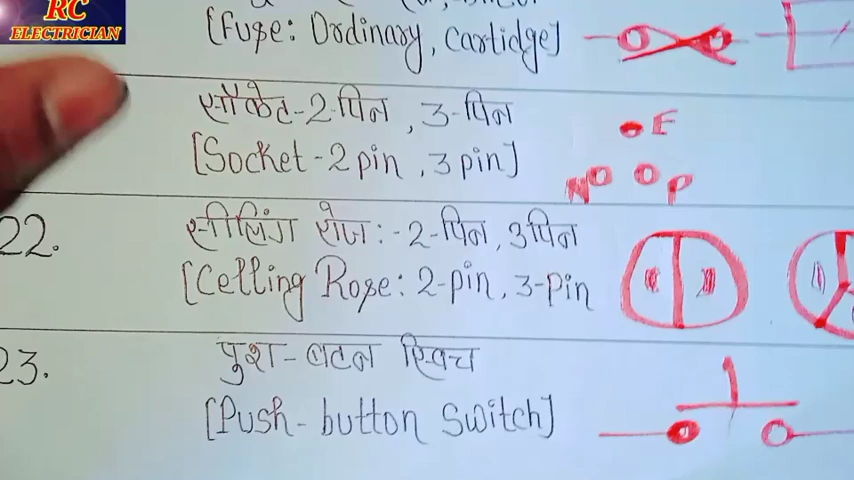 RC
ELECTRICIAN
[Fuse: Ordinary, Cartidge]
सॉकेट-2-पिन, 3-पिन
[Socket - 2 pin, 3 pin]
E
N
P
22.
सीलिंग रोज:-2-पिन, 3पिन
[Celling Rose: 2-pin, 3-Pin
23.
पुश-बटन स्विच
[Push-button Switch]